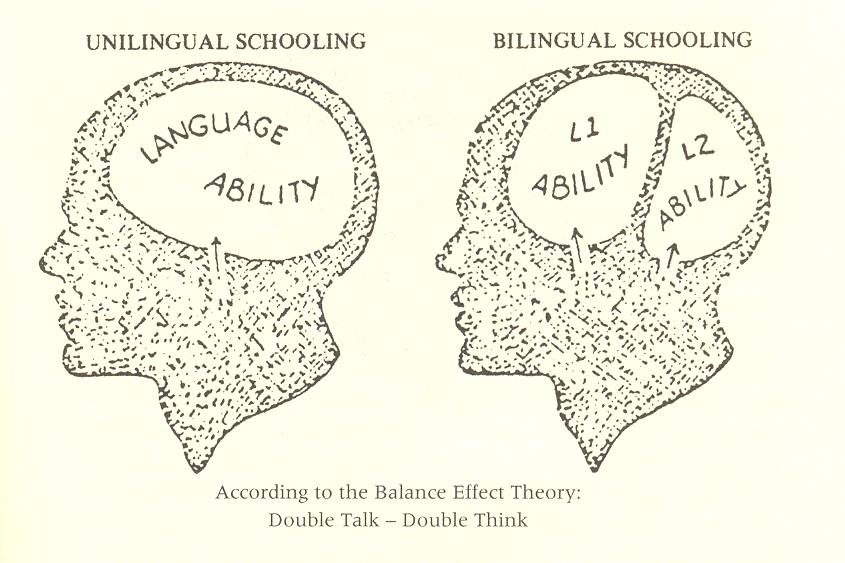 UNILINGUAL SCHOOLING
BILINGUAL SCHOOLING
LANGUAGE
ABILITY
L1
ABILITY
L2
ABILITY
According to the Balance Effect Theory:
Double Talk – Double Think